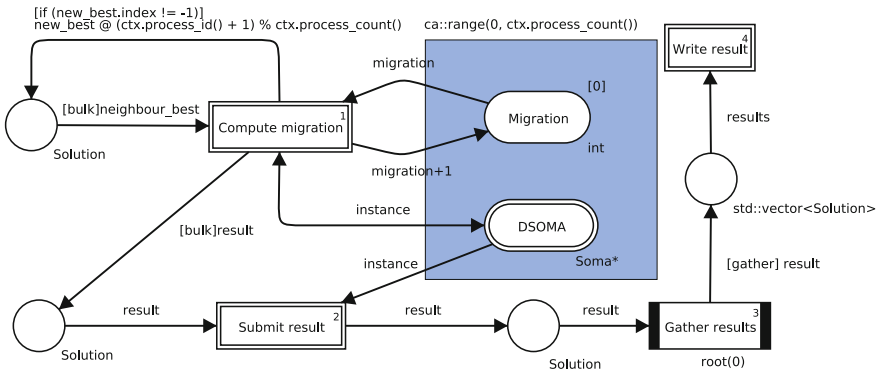 [if (new_best.index != -1)]
new_best @ (ctx.process_id() + 1) % ctx.process_count()
ca::range(0, ctx.process_count())
4
Write result
migration
[0]
[bulk]neighbour_best
1
Compute migration
Migration
results
Solution
int
migration+1
instance
std::vector<Solution>
DSOMA
[bulk]result
instance
Soma*
[gather] result
result
2
Submit result
result
result
3
Gather results
Solution
Solution
root(0)